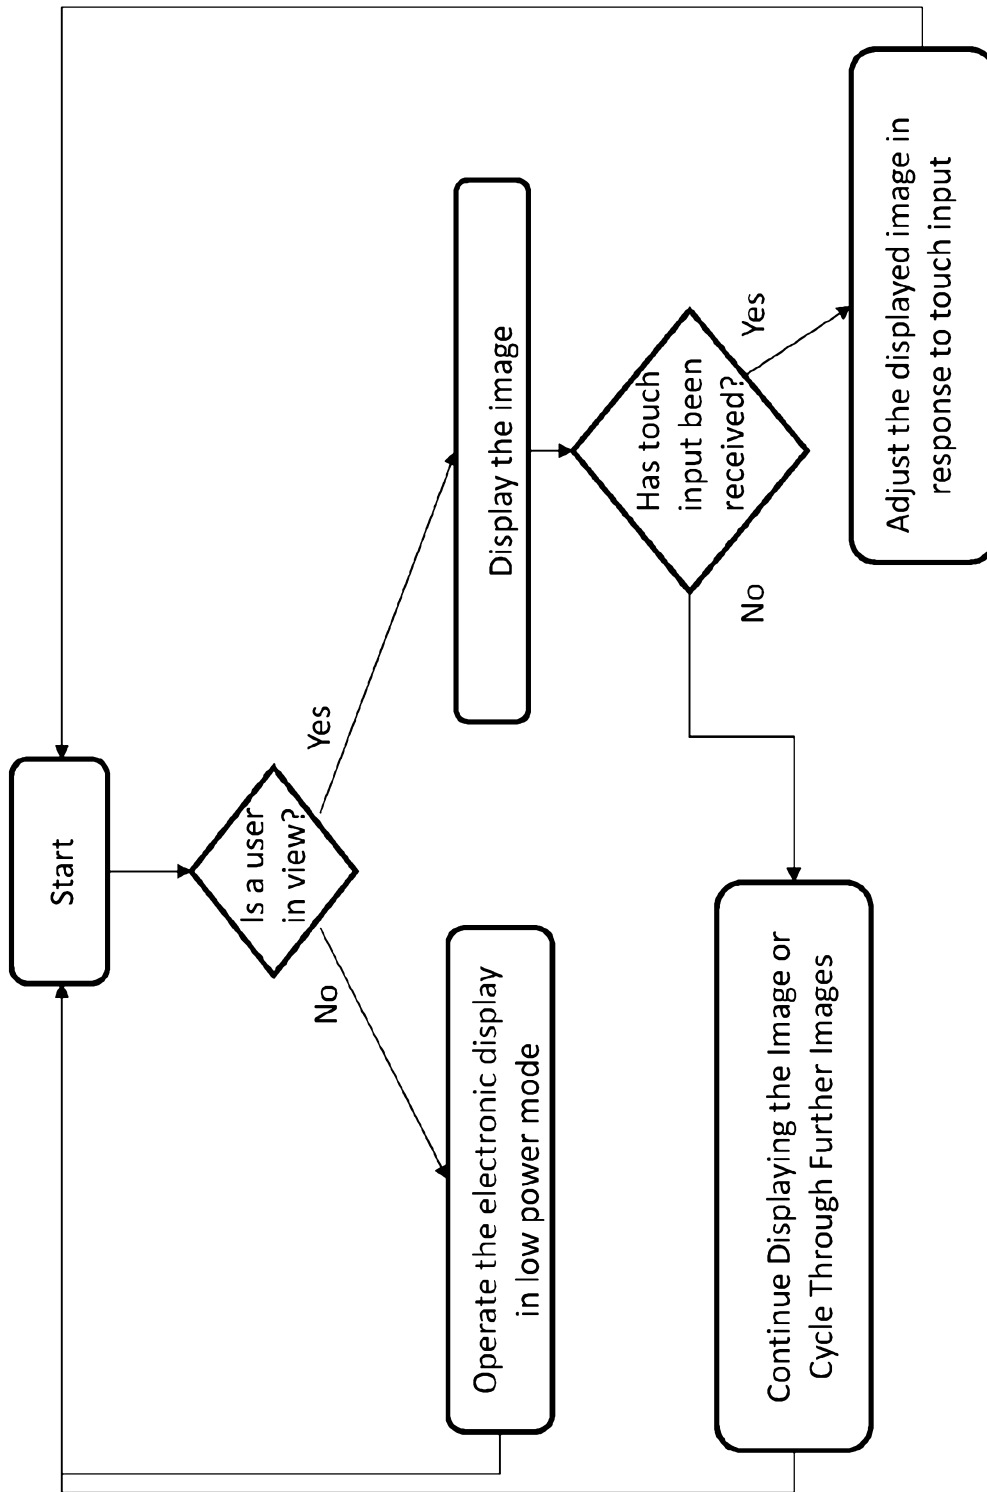 Start
Is a user
in view?
No
Yes
Operate the electronic display
in low power mode
Display the image
Has touch
input been
received?
No
Yes
Continue Displaying the Image or
Cycle Through Further Images
Adjust the displayed image in
response to touch input